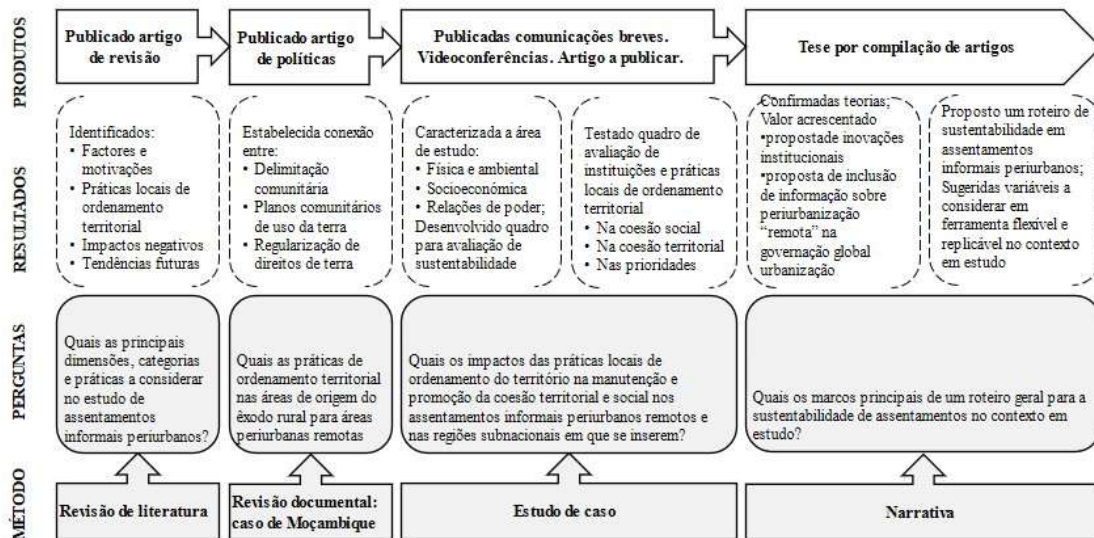 PRODUTOS
Publicado artigo
de revisão
Publicado artigo
de políticas
Publicadas comunicações breves.
Videoconferências. Artigo a publicar.
Tese por compilação de artigos
RESULTADOS
Identificados:
• Factores e
motivações
• Práticas locais de
ordenamento
territorial
• Impactos negativos
• Tendências futuras
Estabelecida conexão
entre:
• Delimitação
comunitária
• Planos comunitários
de uso da terra
• Regularização de
direitos de terra
Caracterizada a área
de estudo:
• Física e ambiental
• Socioeconómica
• Relações de poder;
Desenvolvido quadro
para avaliação de
sustentabilidade
Testado quadro de
avaliação de
instituições e práticas
locais de ordenamento
territorial
• Na coesão social
• Na coesão territorial
• Nas prioridades
Confirmadas teorias;
Valor acrescentado
•propostade inovações
institucionais
•proposta de inclusão
de informação sobre
periurbanização
“remota” na
governação global
urbanização
Proposto um roteiro de
sustentabilidade em
assentamentos
informais periurbanos;
Sugeridas variáveis a
considerar em
ferramenta flexível e
replicável no contexto
em estudo
PERGUNTAS
Quais as principais
dimensões, categorias
e práticas a considerar
no estudo de
assentamentos
informais periurbanos?
Quais as práticas de
ordenamento territorial
nas áreas de origem do
êxodo rural para áreas
periurbanas remotas
Quais os impactos das práticas locais de
ordenamento do território na manutenção e
promoção da coesão territorial e social nos
assentamentos informais periurbanos remotos e
nas regiões subnacionais em que se inserem?
Quais os marcos principais de um roteiro geral para a
sustentabilidade de assentamentos no contexto em
estudo?
MÉTODO
Revisão de literatura
Revisão documental:
caso de Moçambique
Estudo de caso
Narrativa